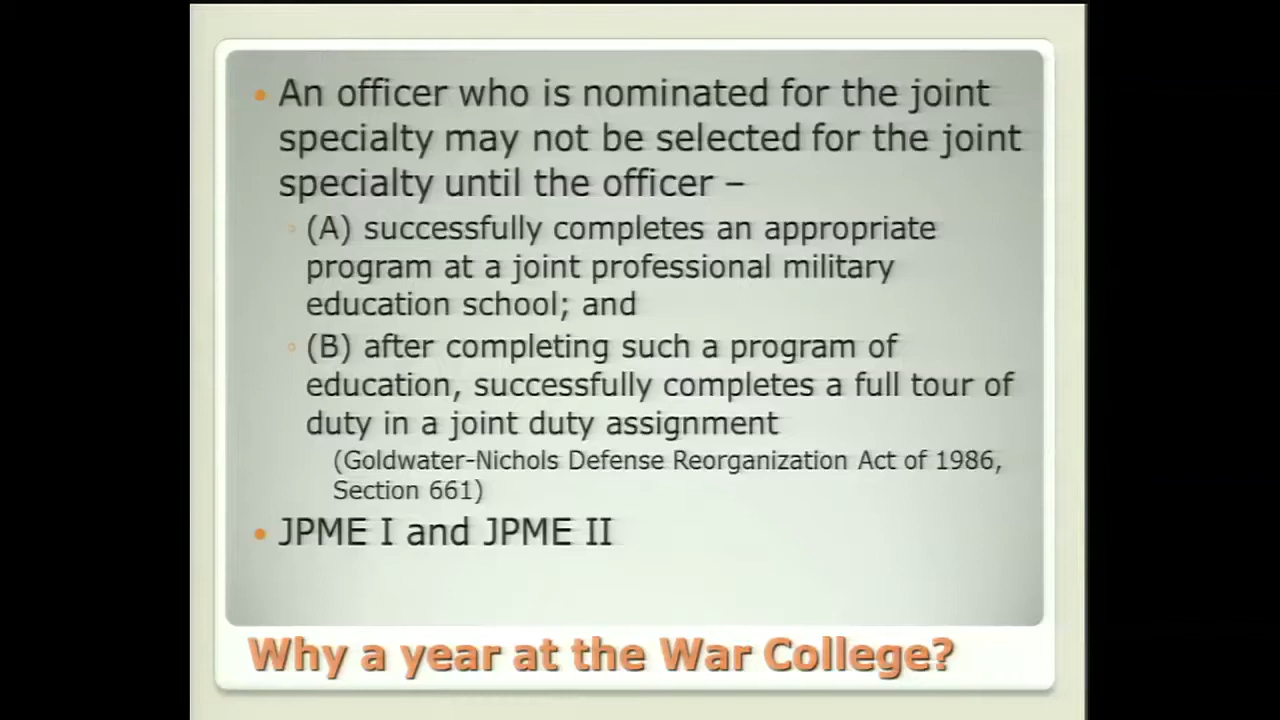 • An officer who is nominated for the joint
specialty may not be selected for the joint
specialty until the officer –
◦ (A) successfully completes an appropriate
program at a joint professional military
education school; and
◦ (B) after completing such a program of
education, successfully completes a full tour of
duty in a joint duty assignment
(Goldwater-Nichols Defense Reorganization Act of 1986,
Section 661)
• JPME I and JPME II
Why a year at the War College?